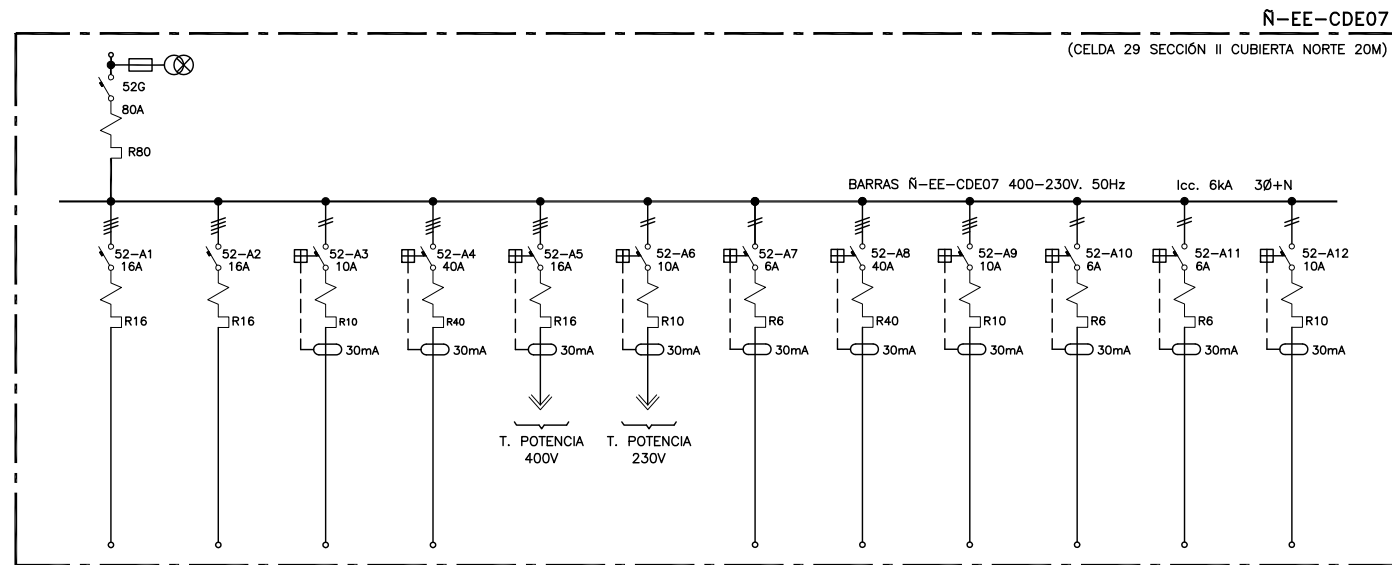 Ñ-EE-CDE07
(CELDA 29 SECCIÓN II CUBIERTA NORTE 20M)
52G
80A
R80
BARRAS Ñ-EE-CDE07 400-230V. 50Hz Icc. 6kA 3Ø+N
52-A1
16A
R16
52-A2
16A
R16
52-A3
10A
R10
30mA
52-A4
40A
R40
30mA
52-A5
16A
R16
30mA
T. POTENCIA
400V
52-A6
10A
R10
30mA
T. POTENCIA
230V
52-A7
6A
R6
30mA
52-A8
40A
R40
30mA
52-A9
10A
R10
30mA
52-A10
6A
R6
30mA
52-A11
6A
R6
30mA
52-A12
10A
R10
30mA